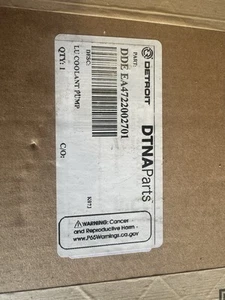 DETROIT
DTNAParts
PART:
DDE EA4722002701
DESC:
LU COOLANT PUMP
QTY: 1
C/O:
KST2
WARNING: Cancer
and Reproductive Harm -
www.P65Warnings.ca.gov